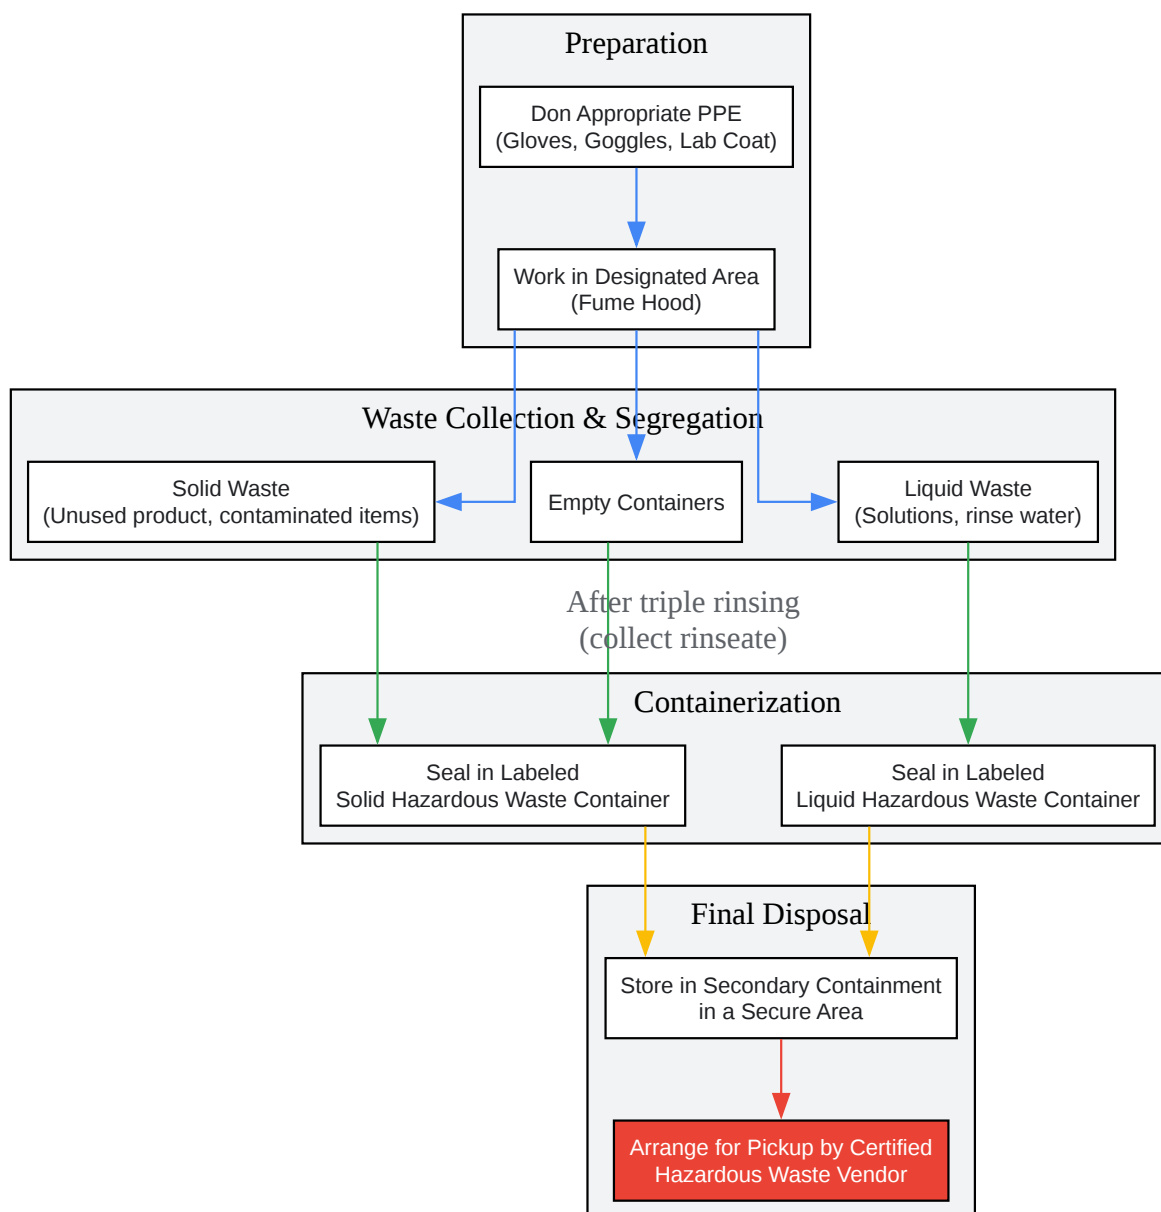 Preparation
Don Appropriate PPE
(Gloves, Goggles, Lab Coat)
Work in Designated Area
(Fume Hood)
Waste Collection & Segregation
Solid Waste
(Unused product, contaminated items)
Empty Containers
Liquid Waste
(Solutions, rinse water)
After triple rinsing
(collect rinseate)
Containerization
Seal in Labeled
Solid Hazardous Waste Container
Seal in Labeled
Liquid Hazardous Waste Container
Final Disposal
Store in Secondary Containment
in a Secure Area
Arrange for Pickup by Certified
Hazardous Waste Vendor